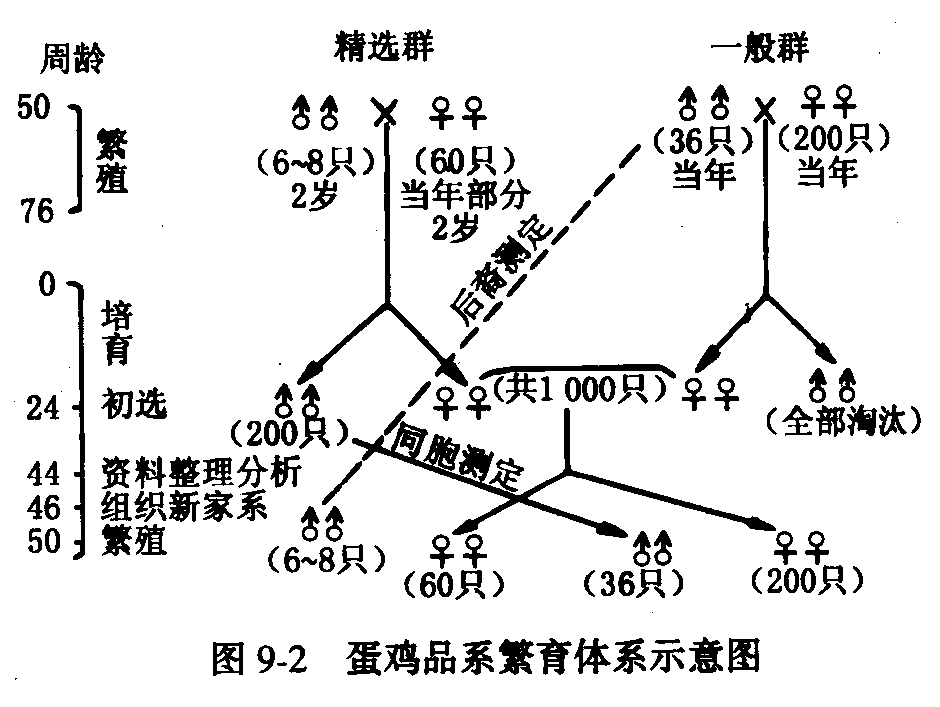 精选群 一般群
周龄
50 ♂♂ × ♀♀ ♂♂ × ♀♀
繁殖 (6~8只) (60只) (36只) (200只)
2岁 当年部分 当年 当年
76 2岁
后裔测定
0
培育
24 初选 ♂♂ ♀♀ (共1 000只) ♀♀ ♂♂
(200只) (全部淘汰)
同胞测定
44 资料整理分析
46 组织新家系
50 繁殖 ♂♂ ♀♀ ♂♂ ♀♀
(6~8只) (60只) (36只) (200只)
图 9-2 蛋鸡品系繁育体系示意图